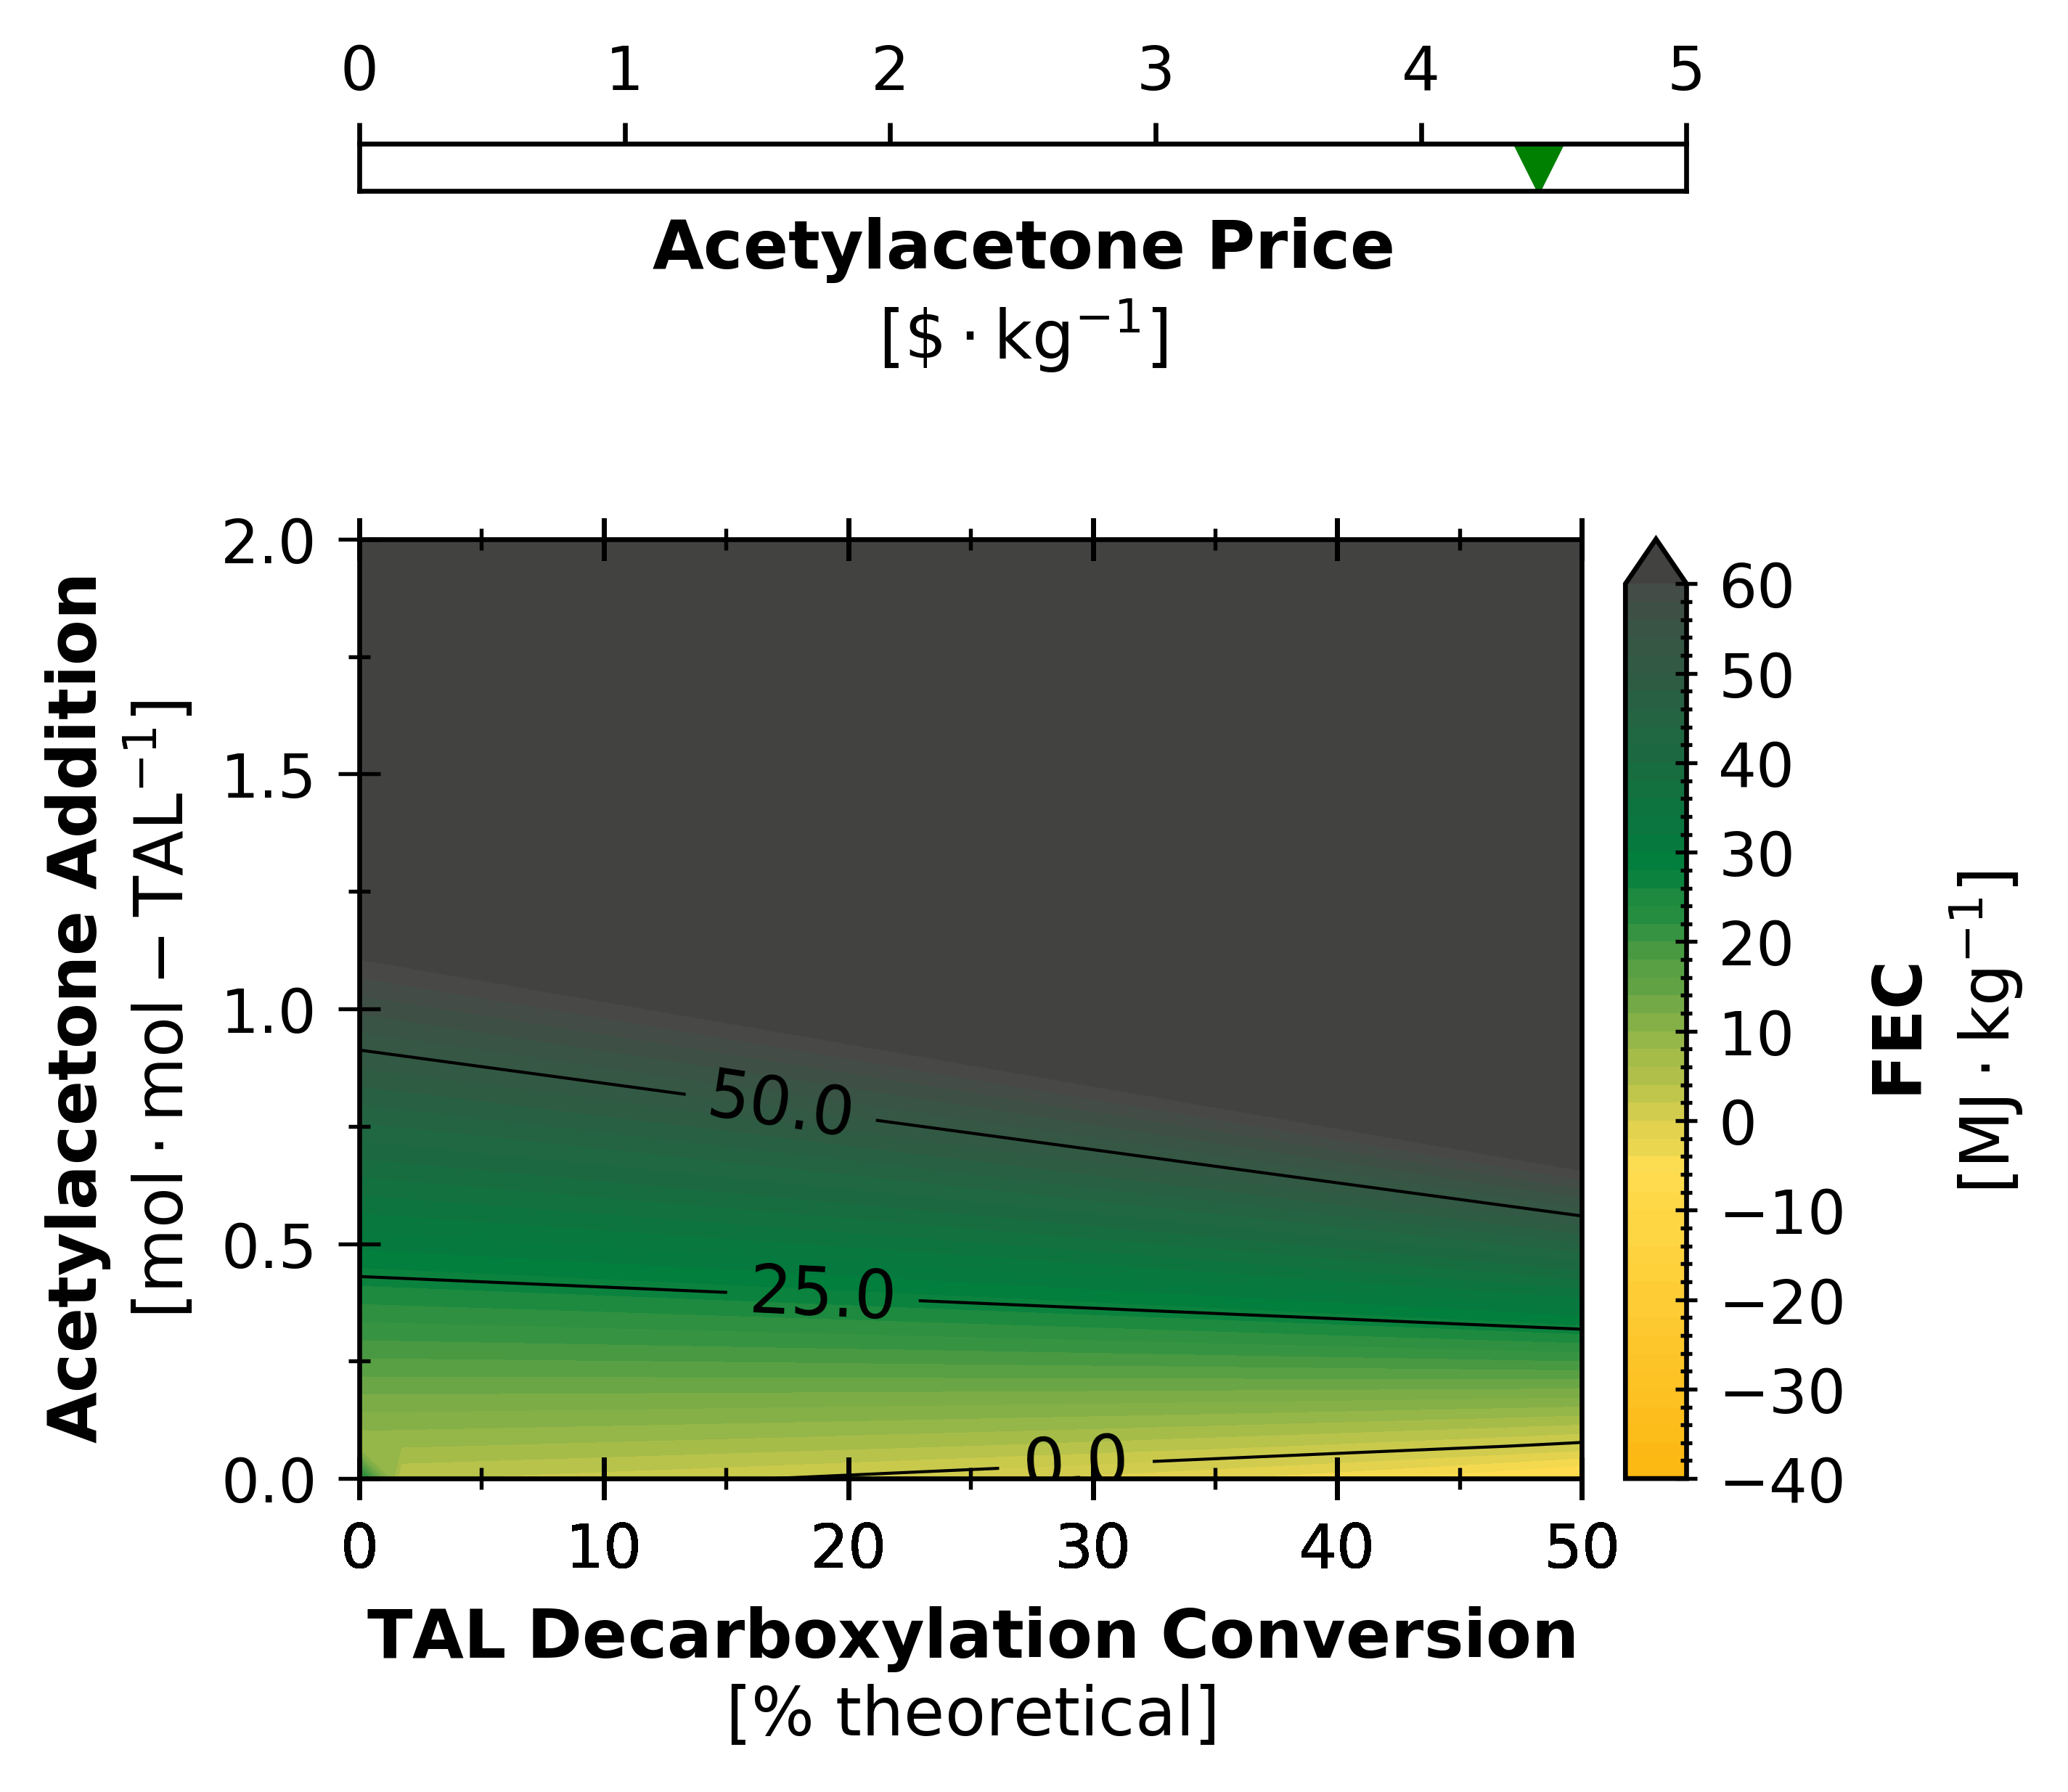 0 1 2 3 4 5
Acetylacetone Price
[$ · kg⁻¹]
2.0
1.5
1.0
0.5
0.0
Acetylacetone Addition
[mol · mol − TAL⁻¹]
50.0
25.0
0.0
0 10 20 30 40 50
TAL Decarboxylation Conversion
[% theoretical]
60
50
40
30
20
10
0
−10
−20
−30
−40
FEC
[MJ · kg⁻¹]